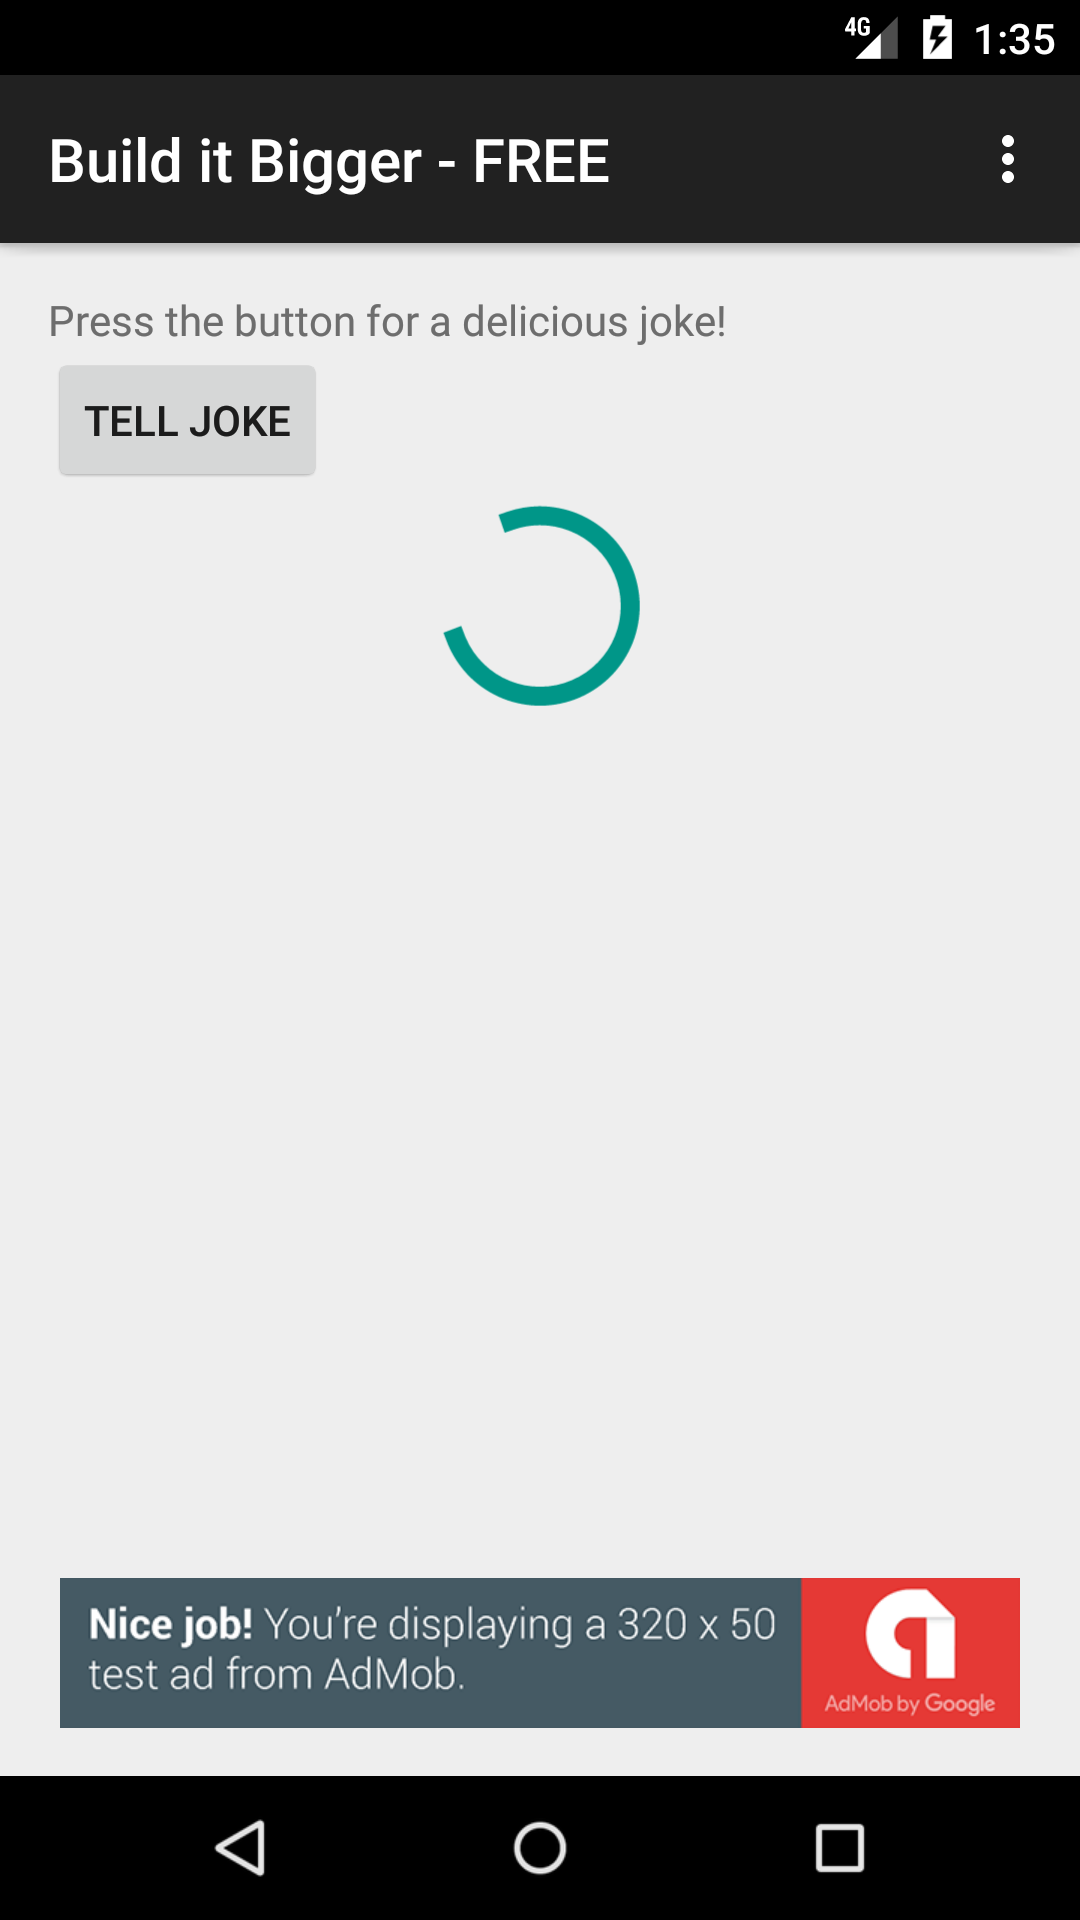 4G 1:35
Build it Bigger - FREE
Press the button for a delicious joke!
TELL JOKE
Nice job! You're displaying a 320 x 50
test ad from AdMob.
AdMob by Google